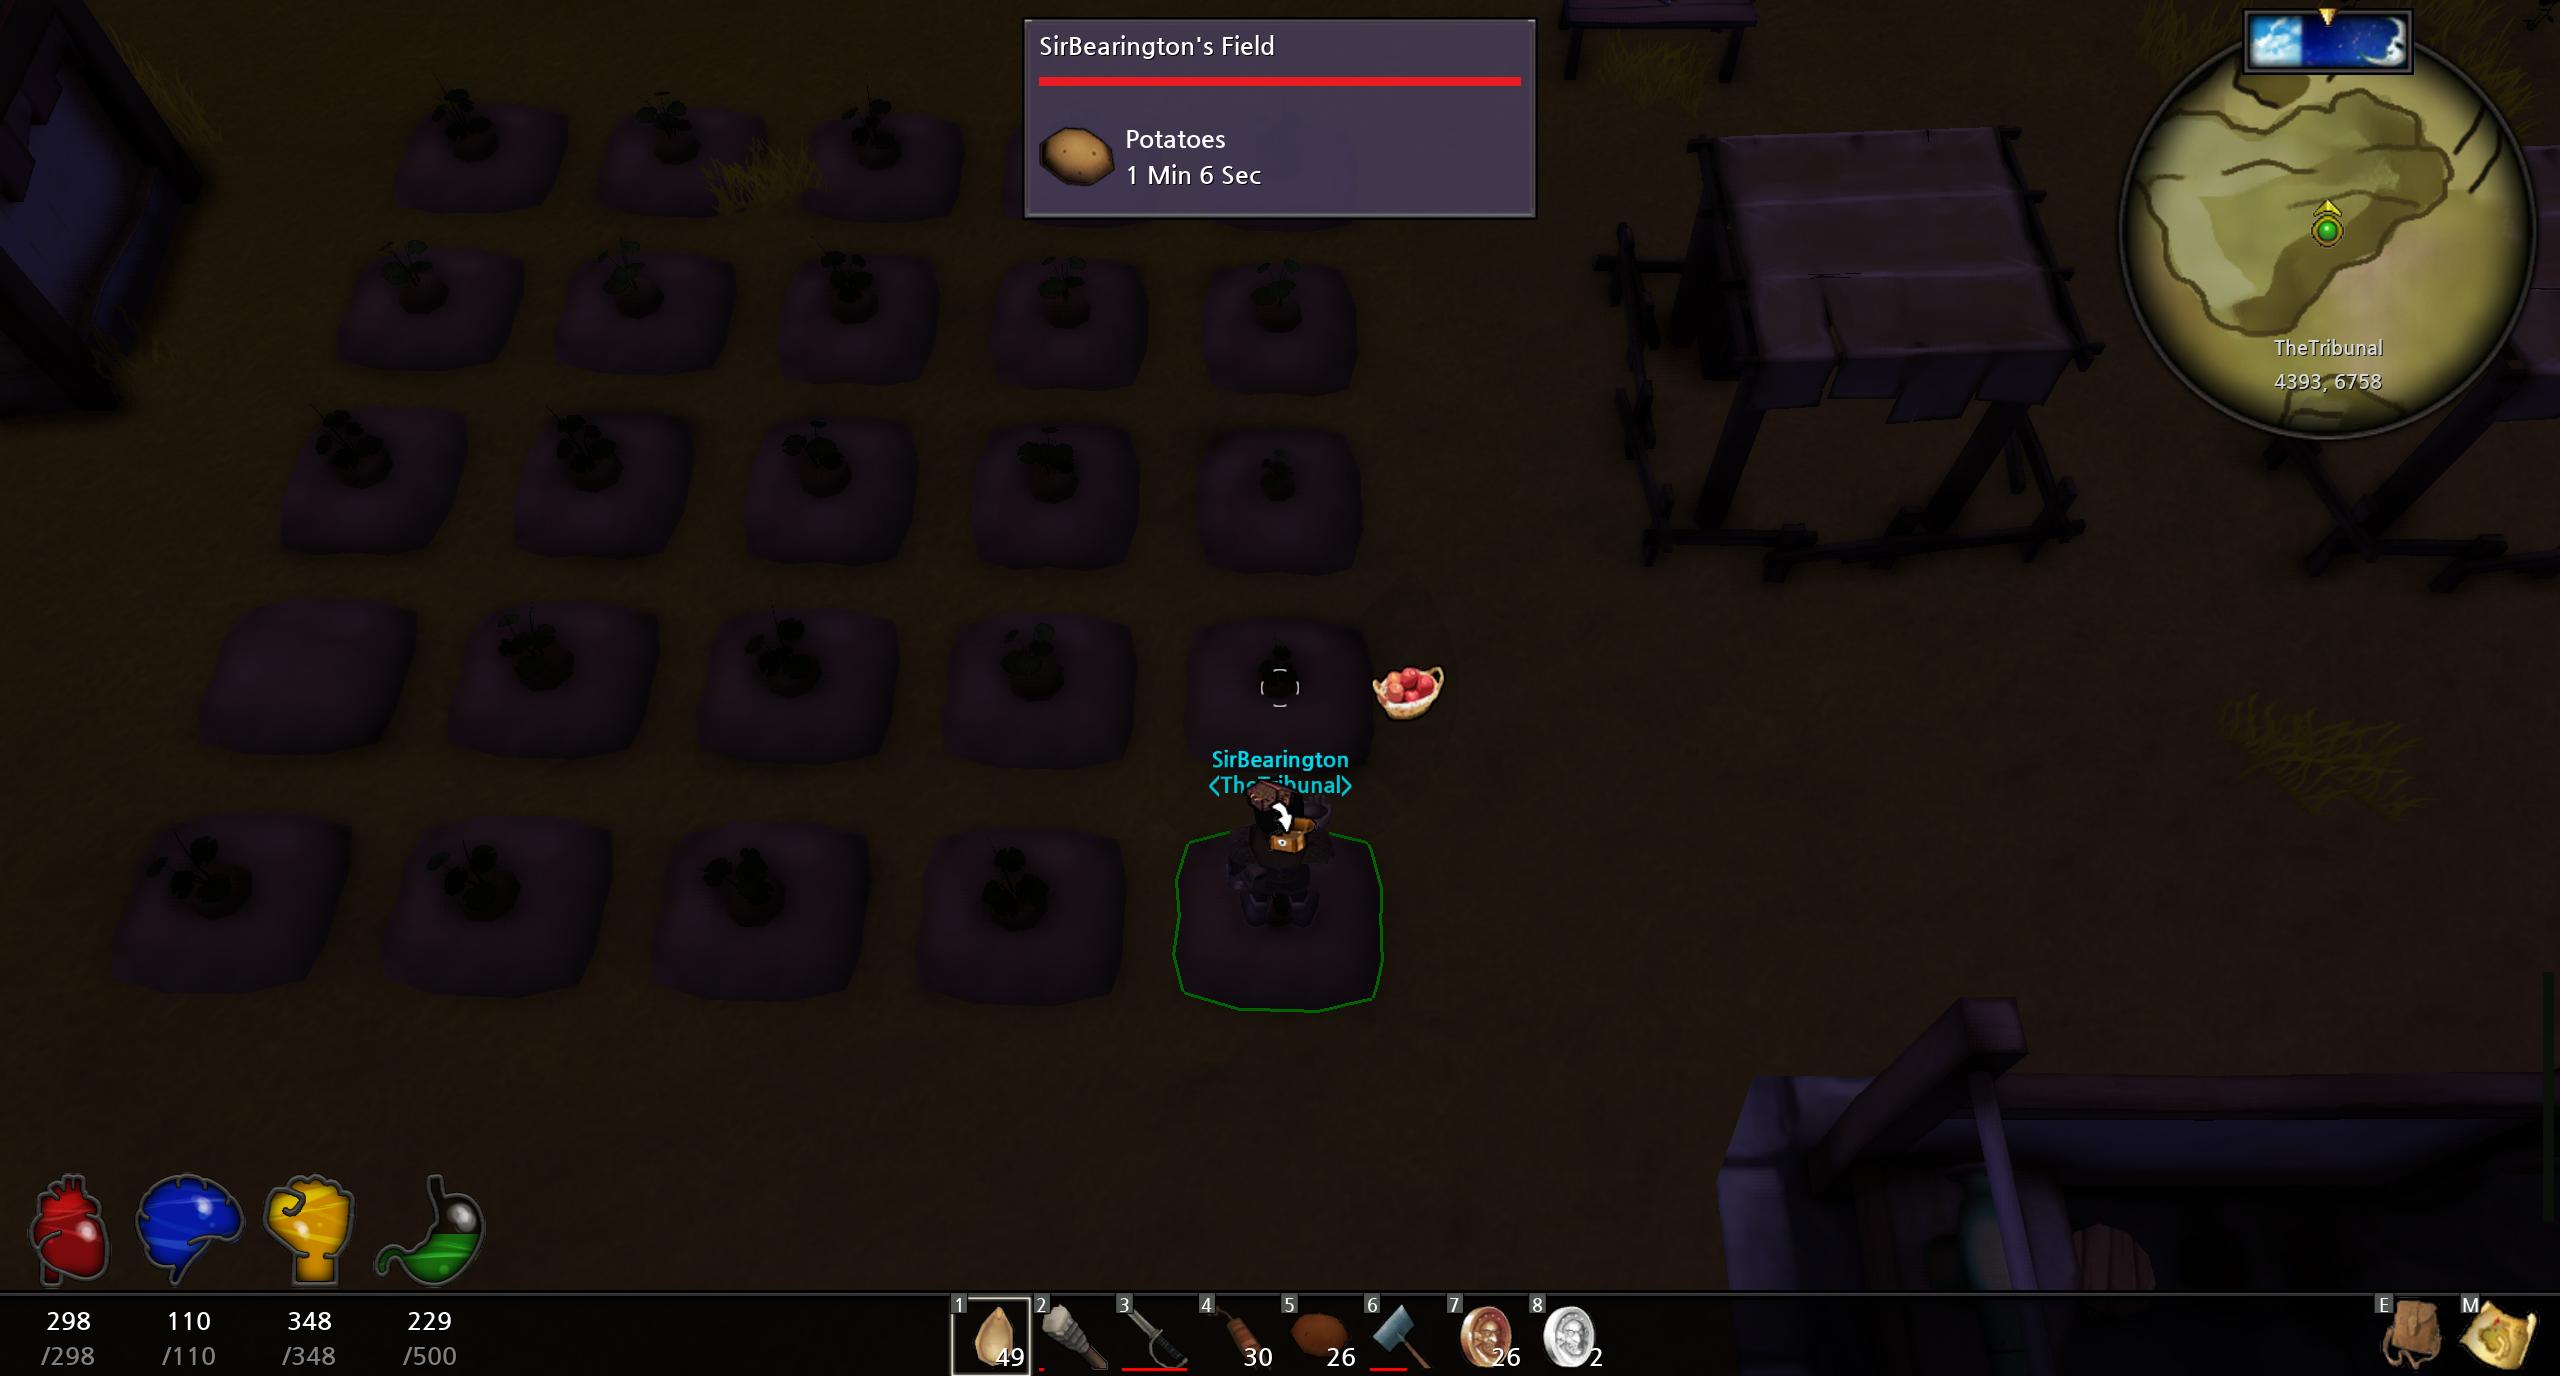 SirBearington's Field
Potatoes
1 Min 6 Sec
TheTribunal
4393, 6758
SirBearington
<TheTribunal>
298 110 348 229
/298 /110 /348 /500
1 2 3 4 5 6 7 8
49 30 26 26 2
E M